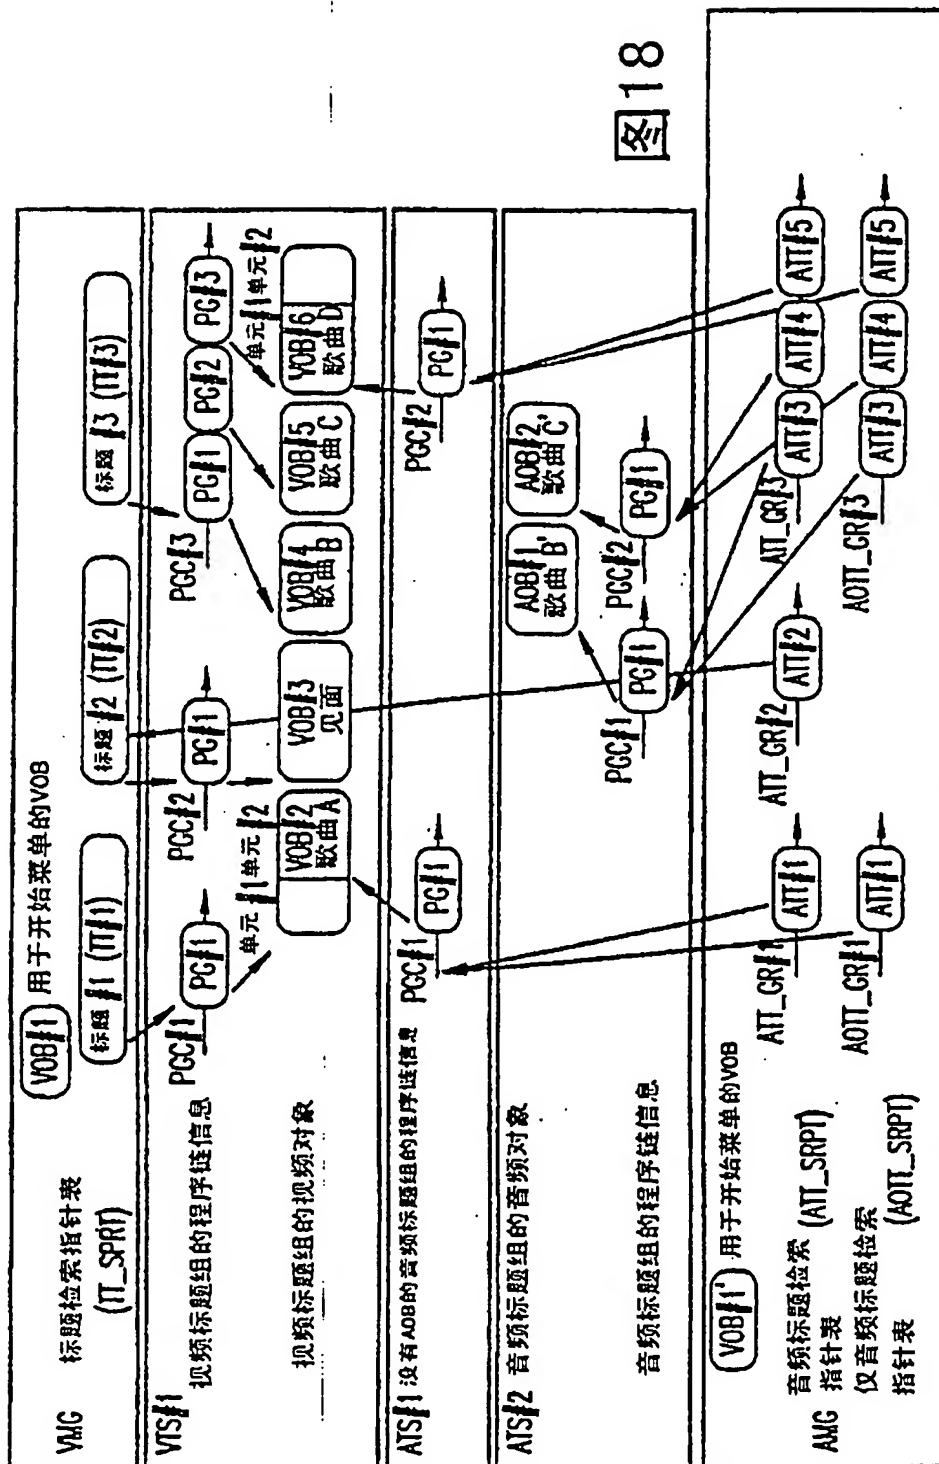 图18
VMG
标题检索指针表
(TT_SPRT)
VOB#1 用于开始菜单的VOB
标题 #1 (TT#1)
标题 #2 (TT#2)
标题 #3 (TT#3)
VTS#1
视频标题组的程序链信息
PGC#1
PG#1
PGC#2
PG#1
PGC#3
PG#1
PG#2
PG#3
视频标题组的视频对象
单元 #1 单元 #2
VOB#2
歌曲A
VOB#3
见面
VOB#4
歌曲B
VOB#5
歌曲C
单元 #1 单元 #2
VOB#6
歌曲D
ATS#1 没有AOB的音频标题组的程序链信息
PGC#1
PG#1
PGC#2
PG#1
ATS#2 音频标题组的音频对象
AOB#1
歌曲B'
AOB#2
歌曲C'
音频标题组的程序链信息
PGC#1
PG#1
PGC#2
PG#1
AMG
VOB#1' 用于开始菜单的VOB
音频标题检索
指针表 (ATT_SRPT)
ATT_GR#1
ATT#1
ATT_GR#2
ATT#2
ATT_GR#3
ATT#3
ATT#4
ATT#5
仅音频标题检索
指针表 (AOTT_SRPT)
AOTT_GR#1
ATT#1
AOTT_GR#3
ATT#3
ATT#4
ATT#5